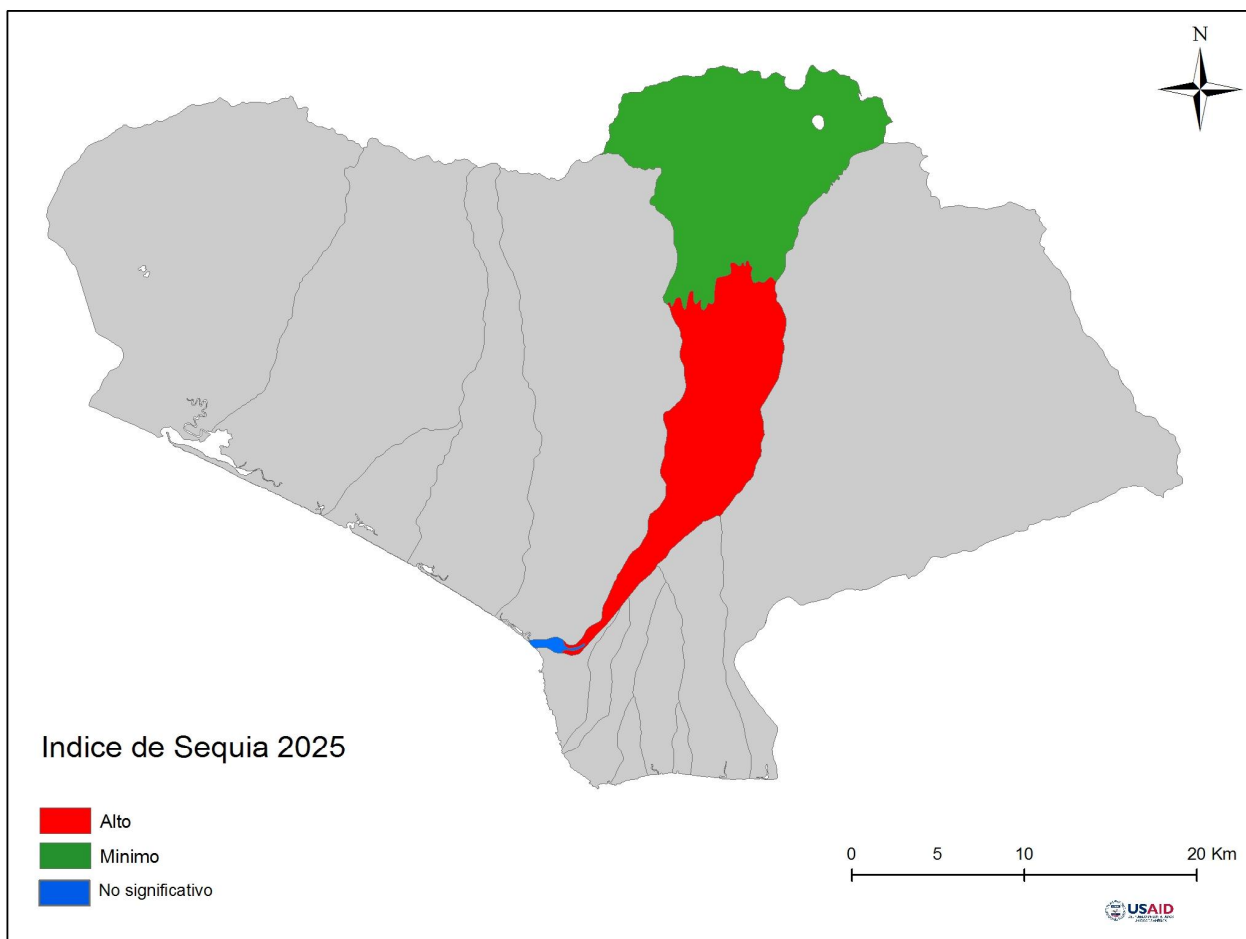 N
Indice de Sequia 2025
Alto
Minimo
No significativo
0 5 10 20 Km
USAID